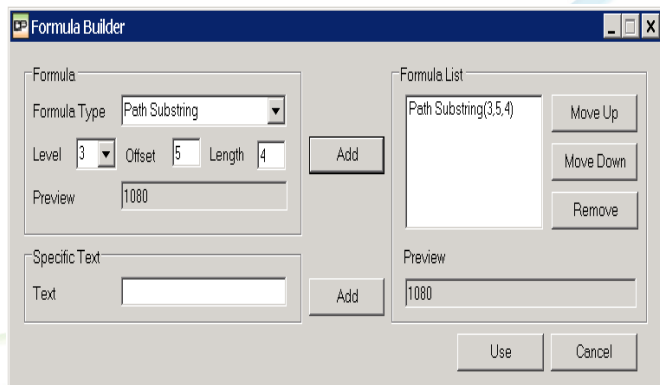 CP Formula Builder
Formula
Formula Type Path Substring
Level 3 Offset 5 Length 4
Preview 1080
Add
Specific Text
Text
Add
Formula List
Path Substring(3,5,4)
Move Up
Move Down
Remove
Preview
1080
Use Cancel